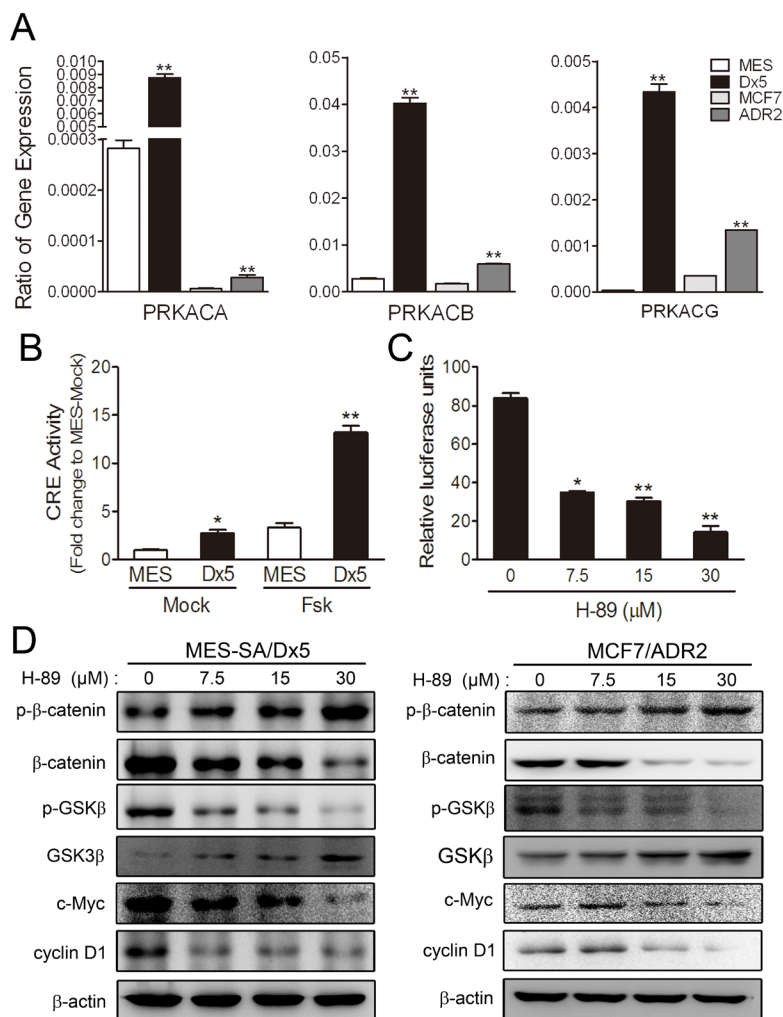 A
Ratio of Gene Expression
0.010
0.009
0.008
0.007
0.006
0.005
0.0003
0.0002
0.0001
0.0000
**
**
PRKACA
0.05
0.04
0.03
0.02
0.01
0.00
**
**
PRKACB
0.005
0.004
0.003
0.002
0.001
0.000
**
**
PRKACG
MES
Dx5
MCF7
ADR2
B
CRE Activity
(Fold change to MES-Mock)
20
15
10
5
0
*
**
MES Dx5 MES Dx5
Mock Fsk
C
Relative luciferase units
100
80
60
40
20
0
*
**
**
0 7.5 15 30
H-89 (μM)
D
MES-SA/Dx5
H-89 (μM) : 0 7.5 15 30
p-β-catenin
β-catenin
p-GSKβ
GSK3β
c-Myc
cyclin D1
β-actin
MCF7/ADR2
H-89 (μM) : 0 7.5 15 30
p-β-catenin
β-catenin
p-GSKβ
GSKβ
c-Myc
cyclin D1
β-actin